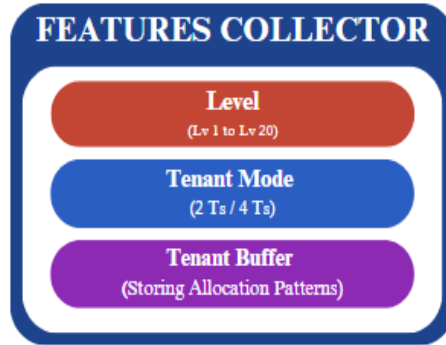 FEATURES COLLECTOR
Level
(Lv 1 to Lv 20)
Tenant Mode
(2 Ts / 4 Ts)
Tenant Buffer
(Storing Allocation Patterns)